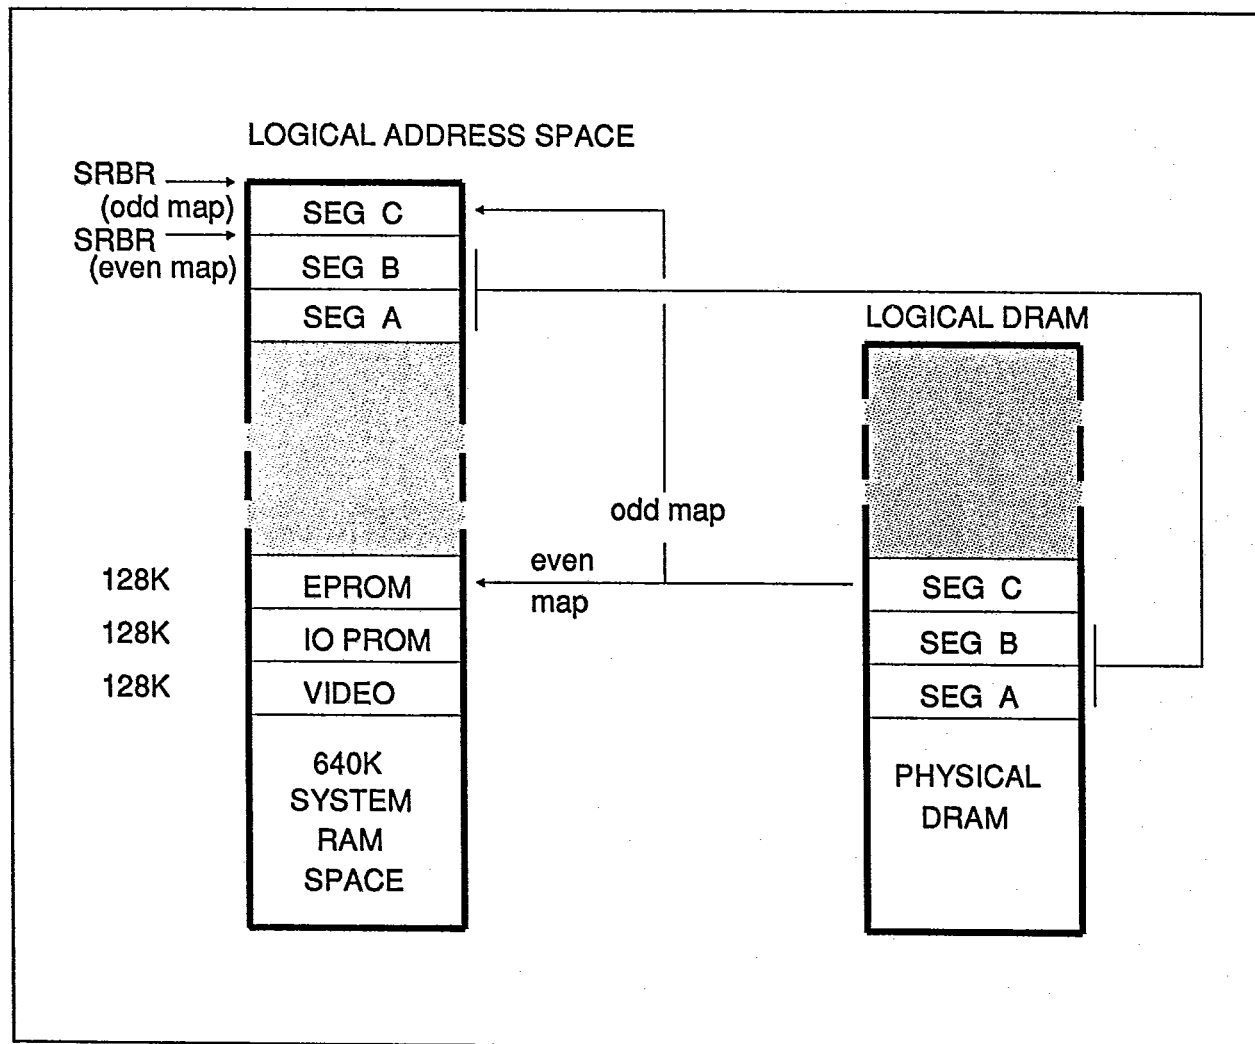 LOGICAL ADDRESS SPACE
SRBR
(odd map)
SRBR
(even map)
SEG C
SEG B
SEG A
128K
EPROM
128K
IO PROM
128K
VIDEO
640K
SYSTEM
RAM
SPACE
odd map
even
map
LOGICAL DRAM
SEG C
SEG B
SEG A
PHYSICAL
DRAM